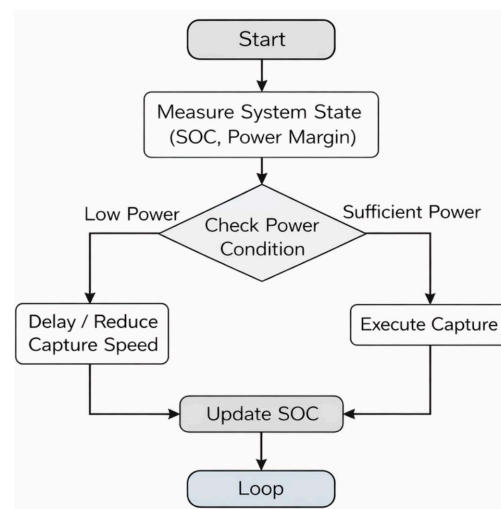 Start
Measure System State
(SOC, Power Margin)
Low Power
Sufficient Power
Check Power
Condition
Delay / Reduce
Capture Speed
Execute Capture
Update SOC
Loop